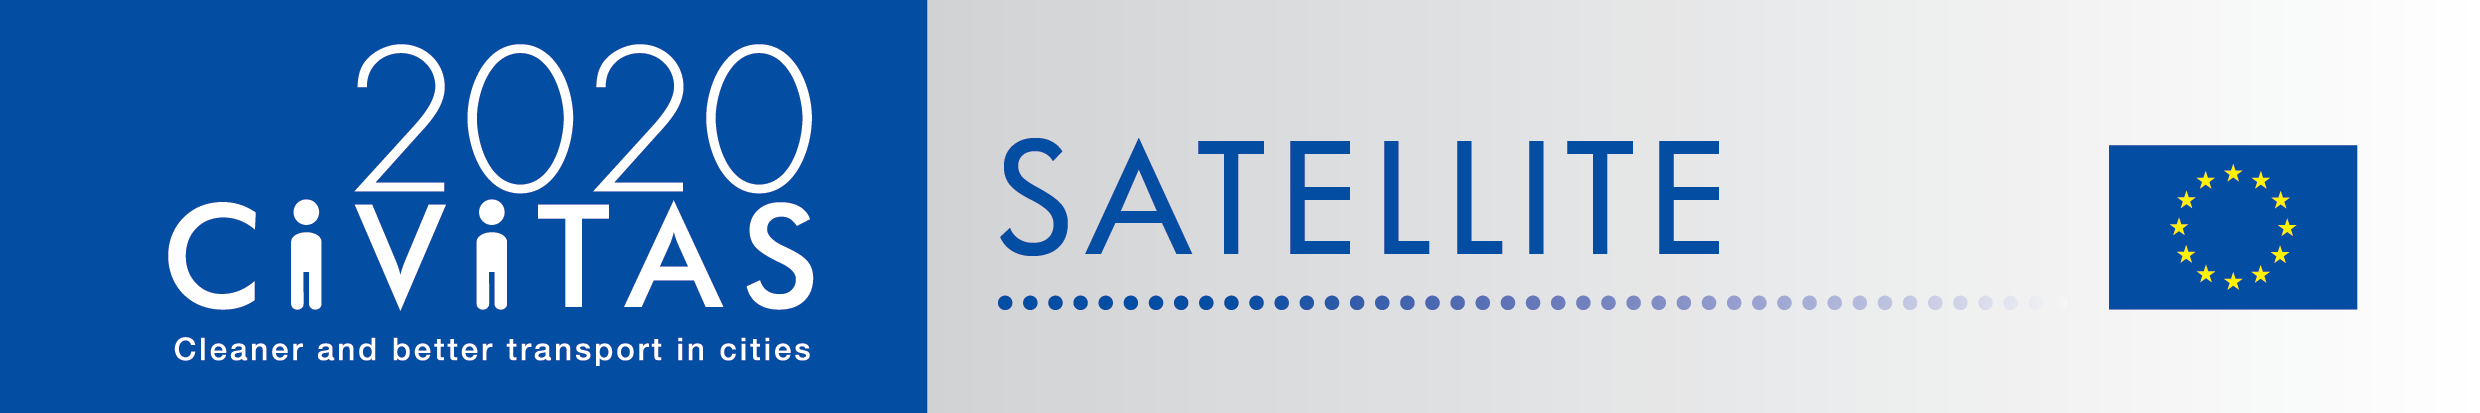 2020
CiViTAS
Cleaner and better transport in cities
SATELLITE